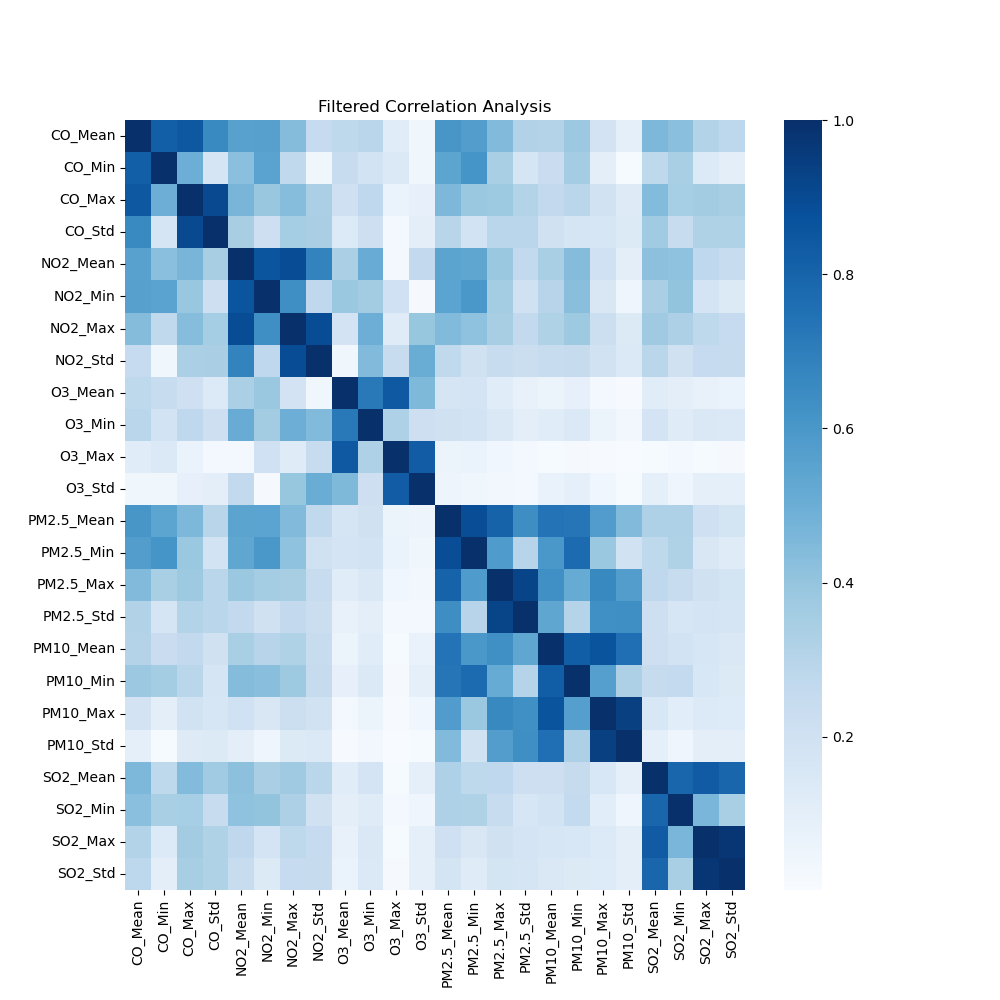 Filtered Correlation Analysis
CO_Mean
CO_Min
CO_Max
CO_Std
NO2_Mean
NO2_Min
NO2_Max
NO2_Std
O3_Mean
O3_Min
O3_Max
O3_Std
PM2.5_Mean
PM2.5_Min
PM2.5_Max
PM2.5_Std
PM10_Mean
PM10_Min
PM10_Max
PM10_Std
SO2_Mean
SO2_Min
SO2_Max
SO2_Std
CO_Mean
CO_Min
CO_Max
CO_Std
NO2_Mean
NO2_Min
NO2_Max
NO2_Std
O3_Mean
O3_Min
O3_Max
O3_Std
PM2.5_Mean
PM2.5_Min
PM2.5_Max
PM2.5_Std
PM10_Mean
PM10_Min
PM10_Max
PM10_Std
SO2_Mean
SO2_Min
SO2_Max
SO2_Std
1.0
0.8
0.6
0.4
0.2